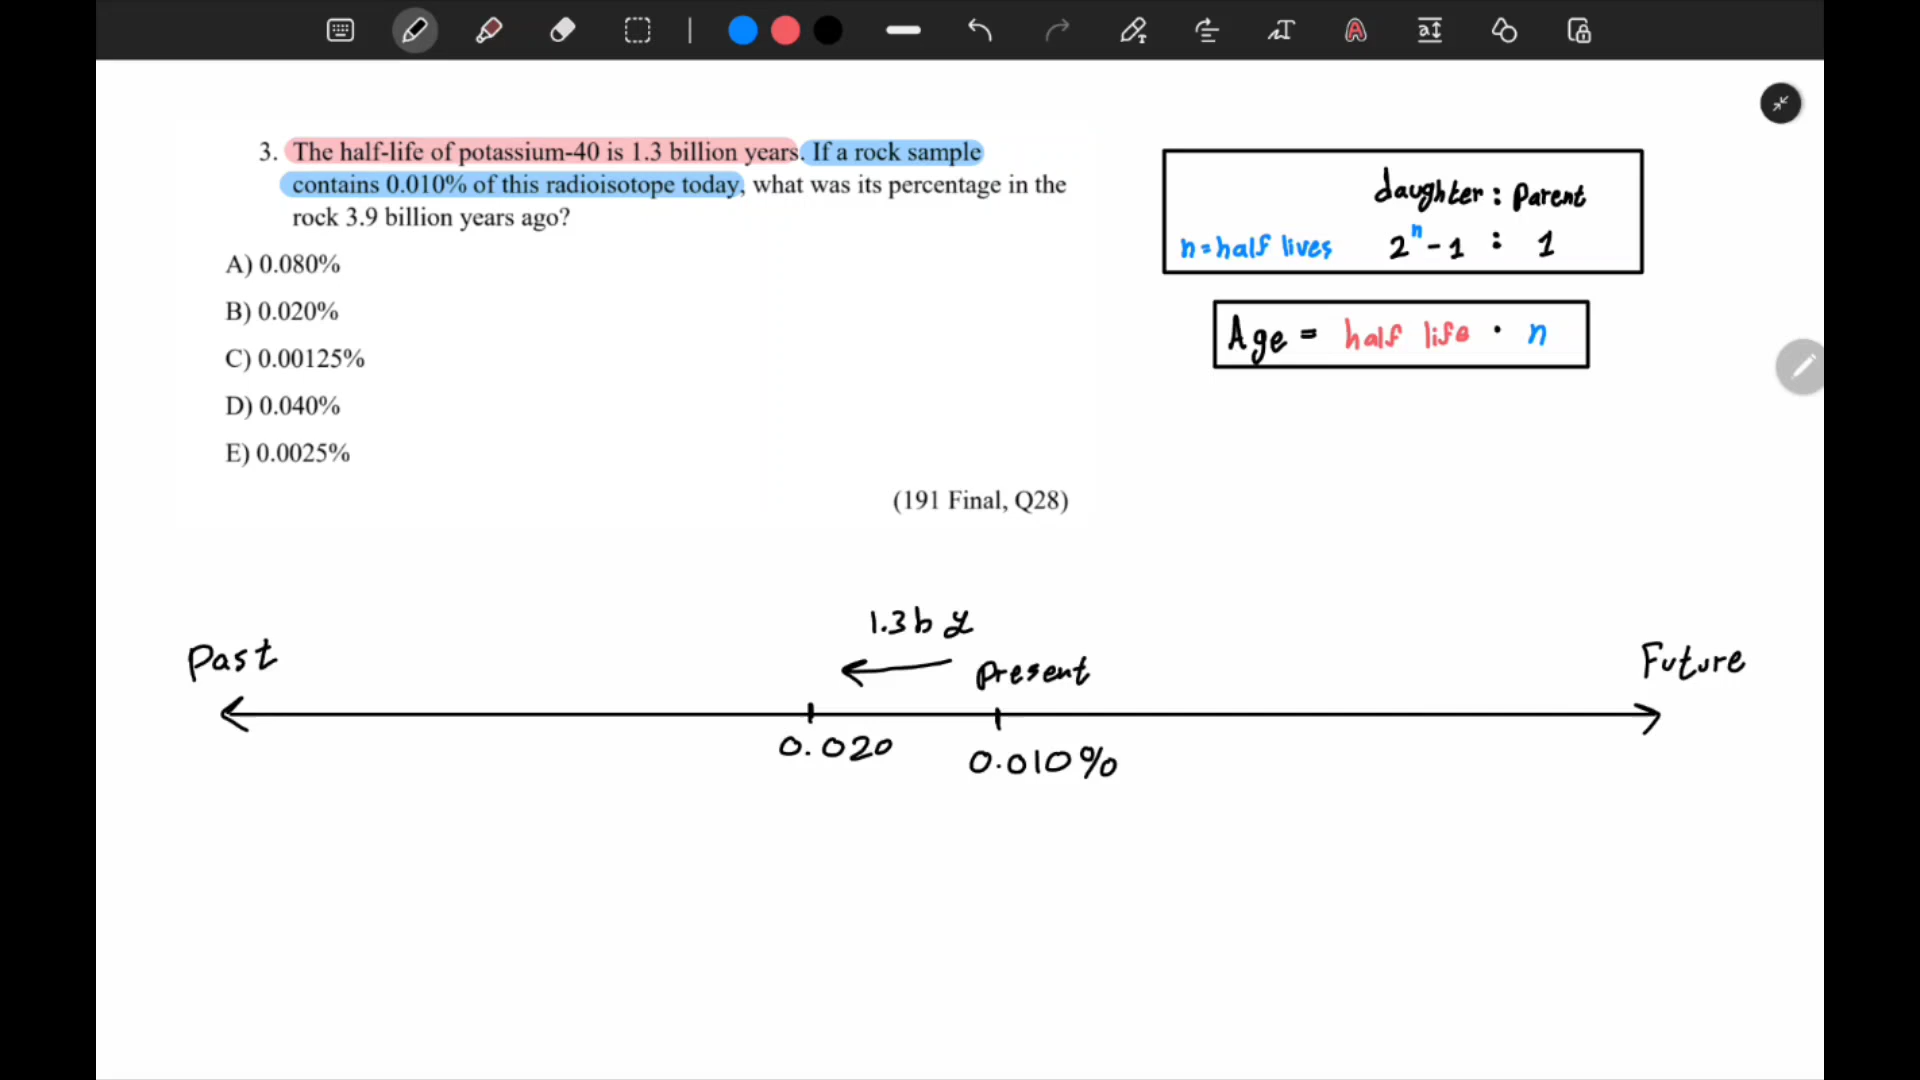 3. The half-life of potassium-40 is 1.3 billion years. If a rock sample
contains 0.010% of this radioisotope today, what was its percentage in the
rock 3.9 billion years ago?
A) 0.080%
B) 0.020%
C) 0.00125%
D) 0.040%
E) 0.0025%
(191 Final, Q28)
daughter : Parent
n = half lives 2^n - 1 : 1
Age = half life · n
1.3 b y
Past
Present
Future
0.020
0.010%